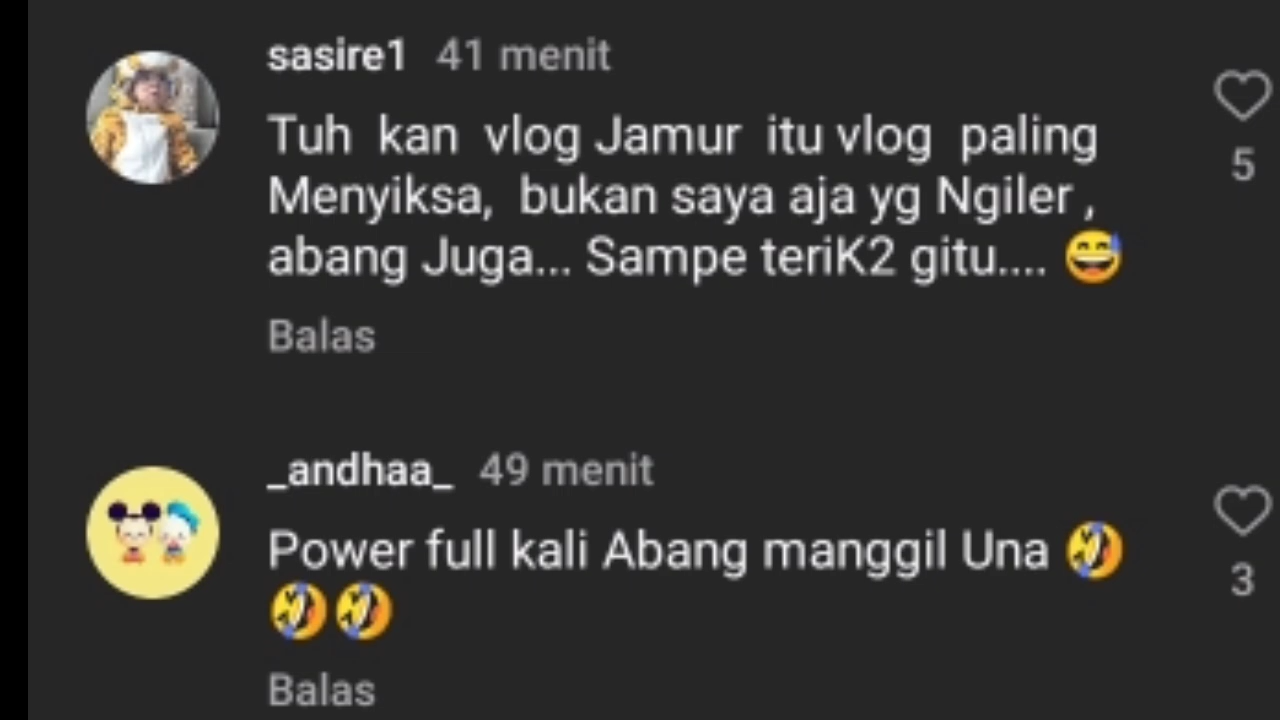 sasire1 41 menit
Tuh kan vlog Jamur itu vlog paling
Menyiksa, bukan saya aja yg Ngiler ,
abang Juga... Sampe teriK2 gitu.... 😅
5
Balas
_andhaa_ 49 menit
Power full kali Abang manggil Una 🤣
🤣🤣
3
Balas